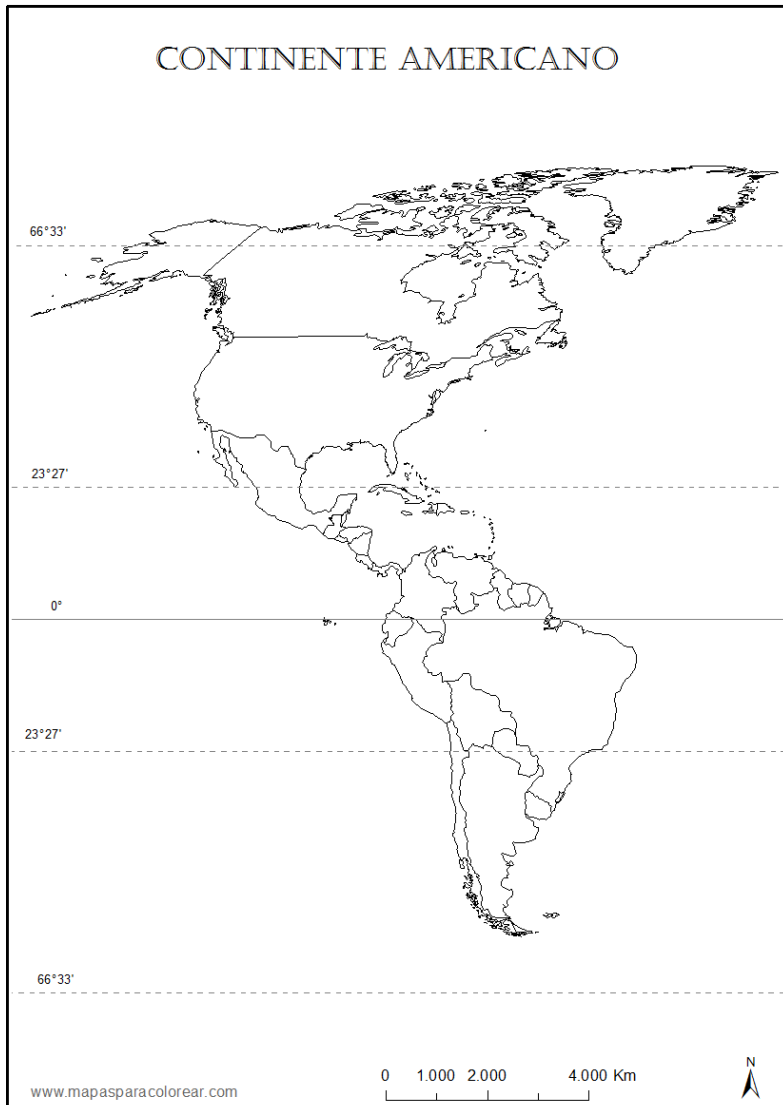 CONTINENTE AMERICANO
66°33'
23°27'
0°
23°27'
66°33'
0 1.000 2.000 4.000 Km
N
www.mapasparacolorear.com